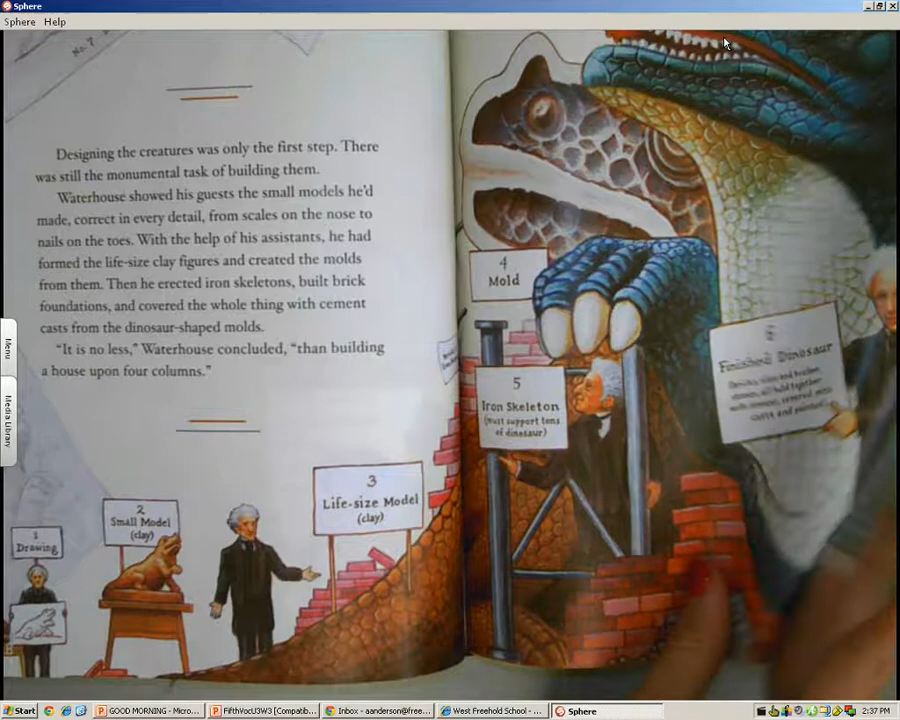 Sphere
Sphere Help
No. 7
Designing the creatures was only the first step. There
was still the monumental task of building them.
Waterhouse showed his guests the small models he'd
made, correct in every detail, from scales on the nose to
nails on the toes. With the help of his assistants, he had
formed the life-size clay figures and created the molds
from them. Then he erected iron skeletons, built brick
foundations, and covered the whole thing with cement
casts from the dinosaur-shaped molds.
"It is no less," Waterhouse concluded, "than building
a house upon four columns."
1
Drawing
2
Small Model
(clay)
3
Life-size Model
(clay)
4
Mold
5
Iron Skeleton
(must support tons
of dinosaur)
6
Finished Dinosaur
Menu
Media Library
Start
GOOD MORNING - Micro...
FifthVocU3W3 [Compatib...
Inbox - aanderson@free...
West Freehold School - ...
Sphere
2:37 PM